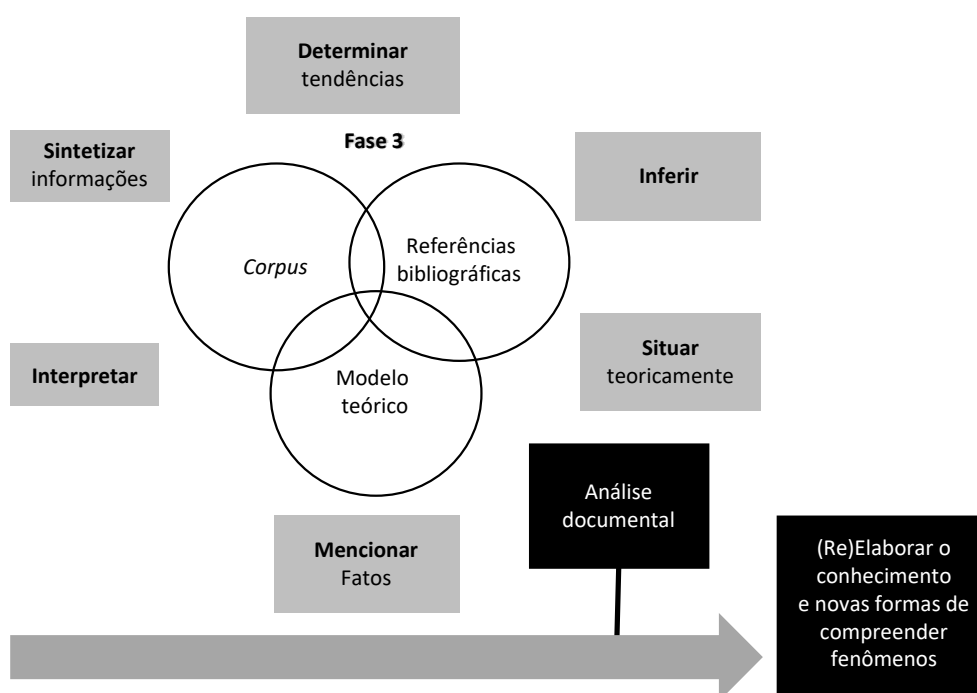 Determinar
tendências
Fase 3
Sintetizar
informações
Inferir
Corpus
Referências
bibliográficas
Interpretar
Modelo
teórico
Situar
teoricamente
Análise
documental
Mencionar
Fatos
(Re)Elaborar o
conhecimento
e novas formas de
compreender
fenômenos